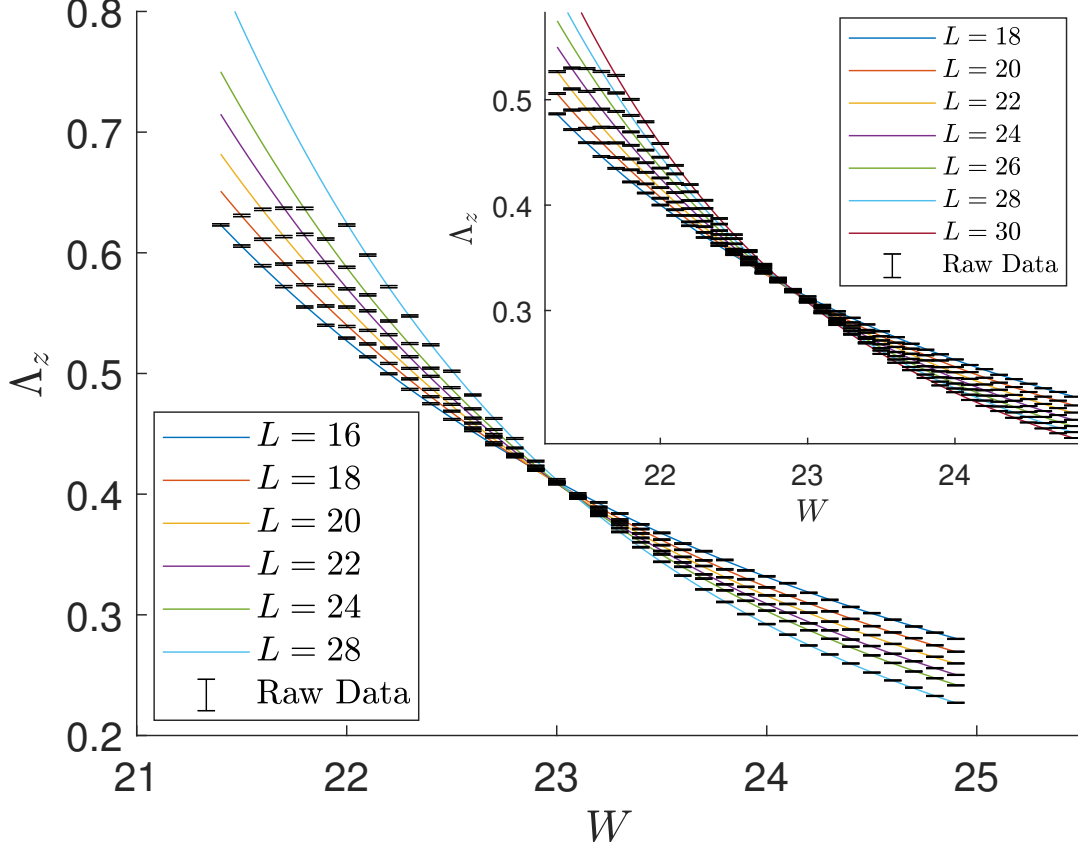 0.8
0.7
0.6
0.5
0.4
0.3
0.2
Λ_z
21
22
23
24
25
W
L = 16
L = 18
L = 20
L = 22
L = 24
L = 28
Raw Data
0.5
0.4
0.3
Λ_z
22
23
24
W
L = 18
L = 20
L = 22
L = 24
L = 26
L = 28
L = 30
Raw Data